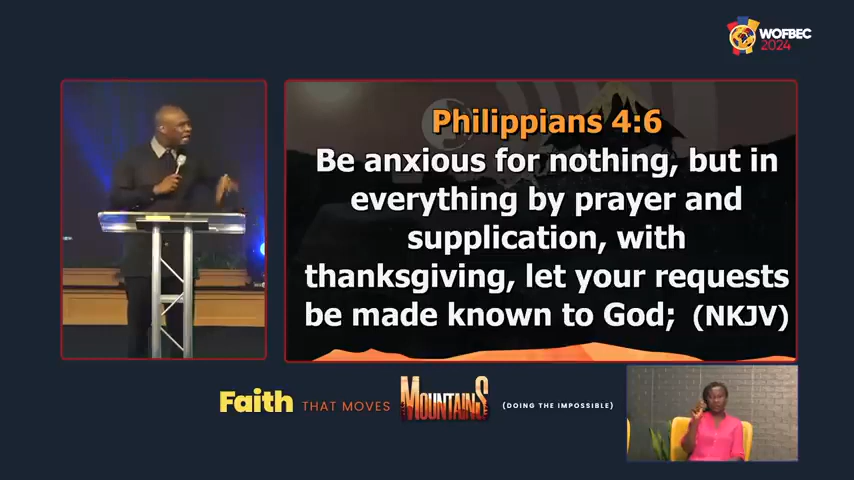 WOFBEC
2024
Philippians 4:6
Be anxious for nothing, but in
everything by prayer and
supplication, with
thanksgiving, let your requests
be made known to God; (NKJV)
Faith THAT MOVES MOUNTAINS (DOING THE IMPOSSIBLE)